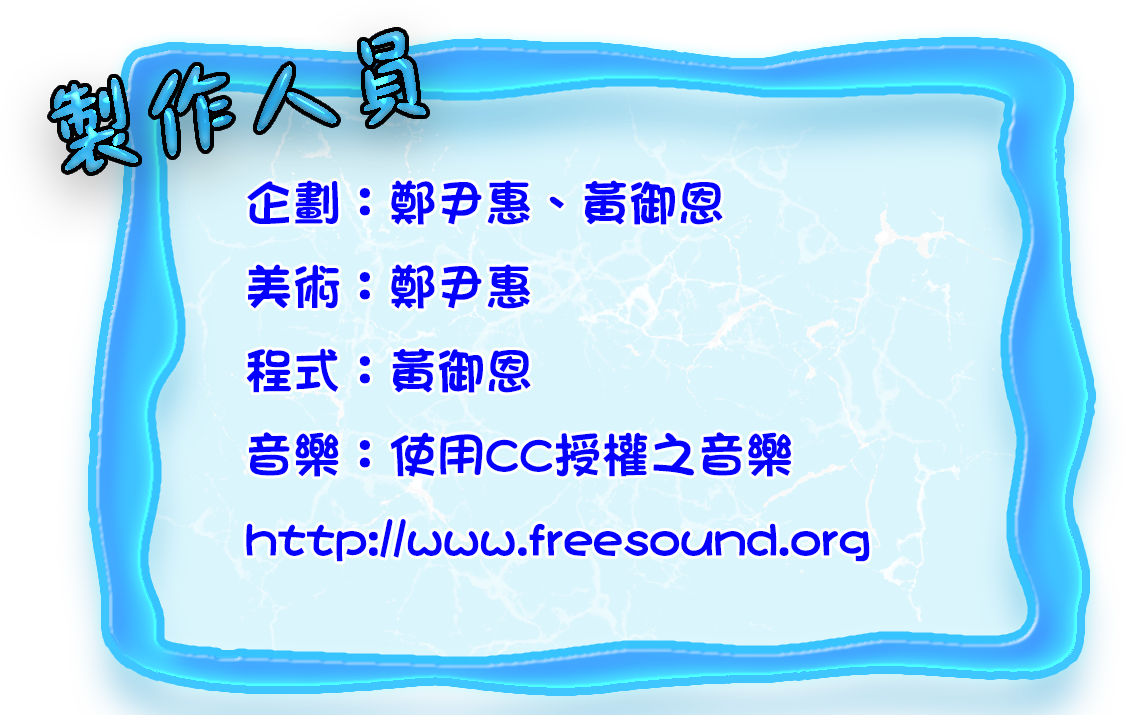 製作人員
企劃：鄭尹惠、黃御恩
美術：鄭尹惠
程式：黃御恩
音樂：使用CC授權之音樂
http://www.freesound.org